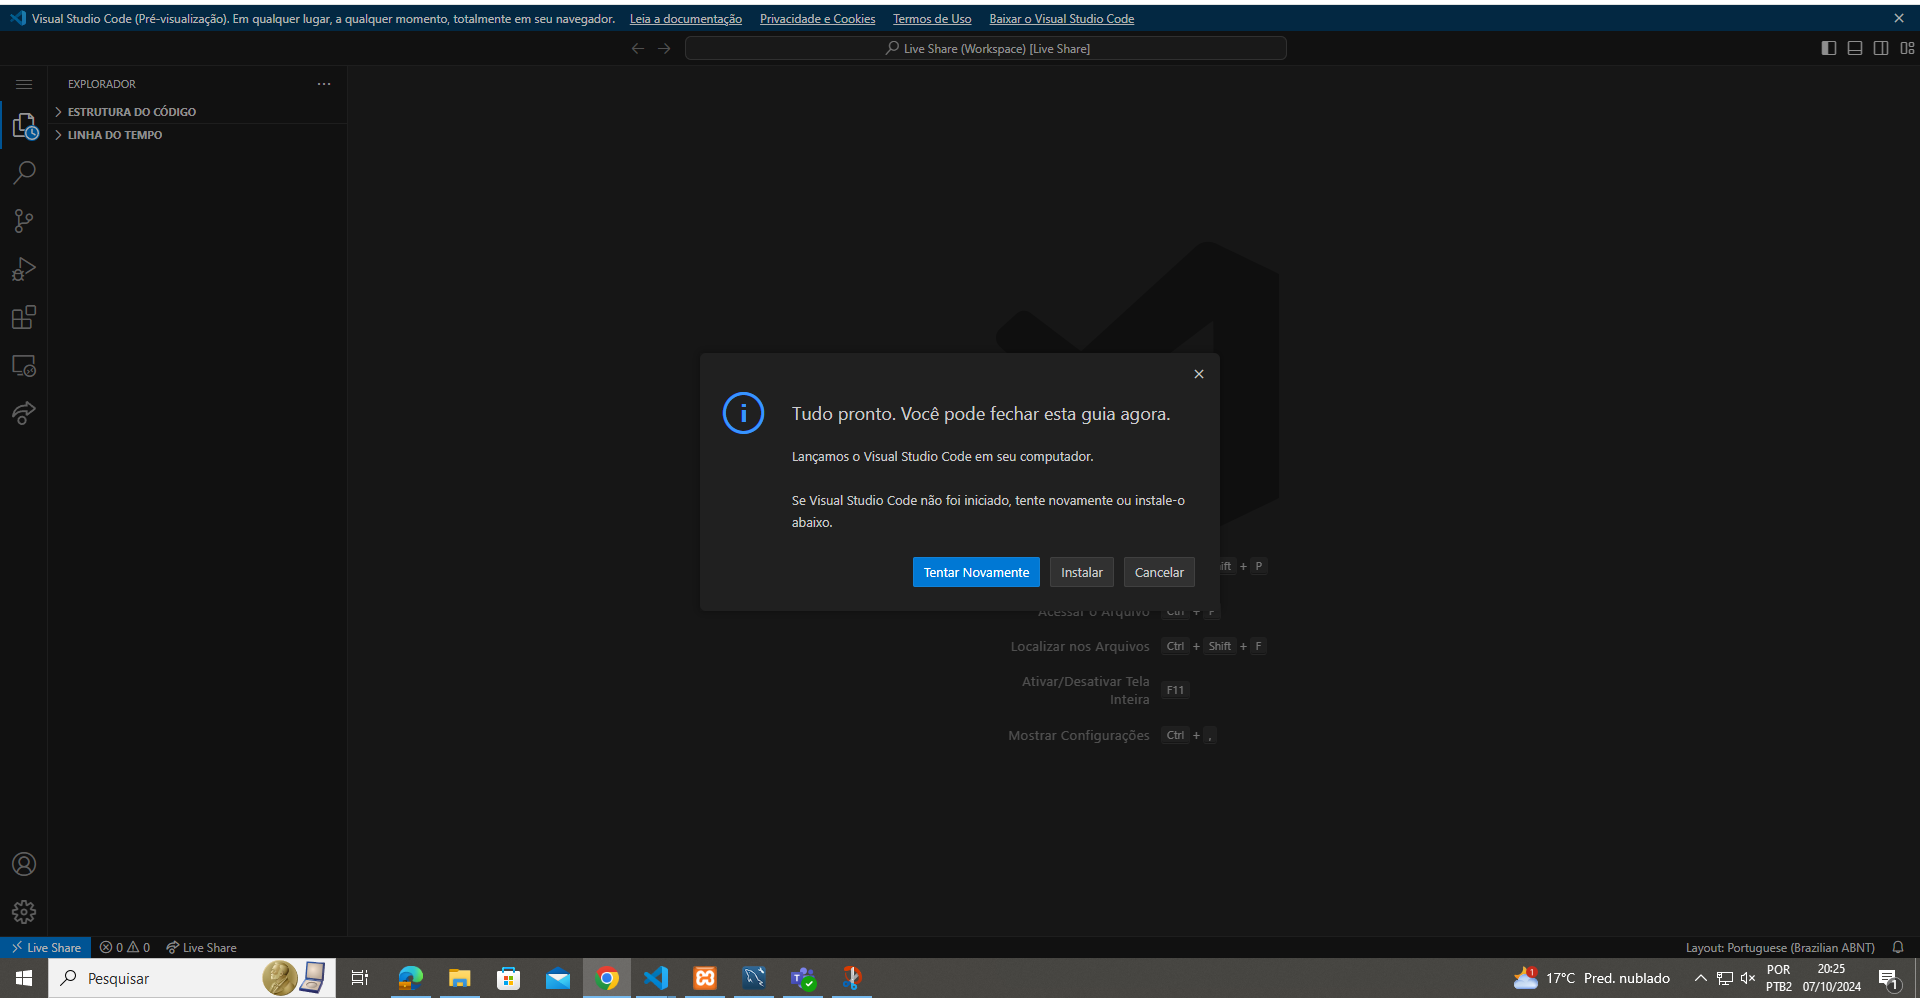 Visual Studio Code (Pré-visualização). Em qualquer lugar, a qualquer momento, totalmente em seu navegador. Leia a documentação Privacidade e Cookies Termos de Uso Baixar o Visual Studio Code
Live Share (Workspace) [Live Share]
EXPLORADOR
ESTRUTURA DO CÓDIGO
LINHA DO TEMPO
Tudo pronto. Você pode fechar esta guia agora.
Lançamos o Visual Studio Code em seu computador.
Se Visual Studio Code não foi iniciado, tente novamente ou instale-o
abaixo.
Tentar Novamente Instalar Cancelar
+ P
Acessar o Arquivo Ctrl + P
Localizar nos Arquivos Ctrl + Shift + F
Ativar/Desativar Tela
Inteira F11
Mostrar Configurações Ctrl + ,
Live Share 0 0 Live Share
Layout: Portuguese (Brazilian ABNT)
Pesquisar
1 17°C Pred. nublado
POR
PTB2
20:25
07/10/2024
1